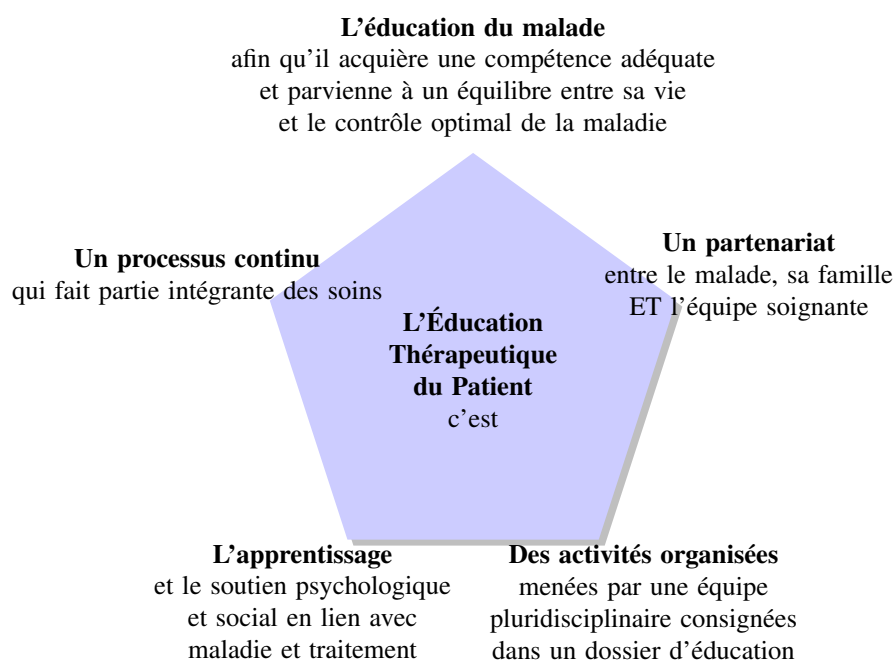 L'éducation du malade
afin qu'il acquière une compétence adéquate
et parvienne à un équilibre entre sa vie
et le contrôle optimal de la maladie
Un processus continu
qui fait partie intégrante des soins
Un partenariat
entre le malade, sa famille
ET l'équipe soignante
L'Éducation
Thérapeutique
du Patient
c'est
L'apprentissage
et le soutien psychologique
et social en lien avec
maladie et traitement
Des activités organisées
menées par une équipe
pluridisciplinaire consignées
dans un dossier d'éducation